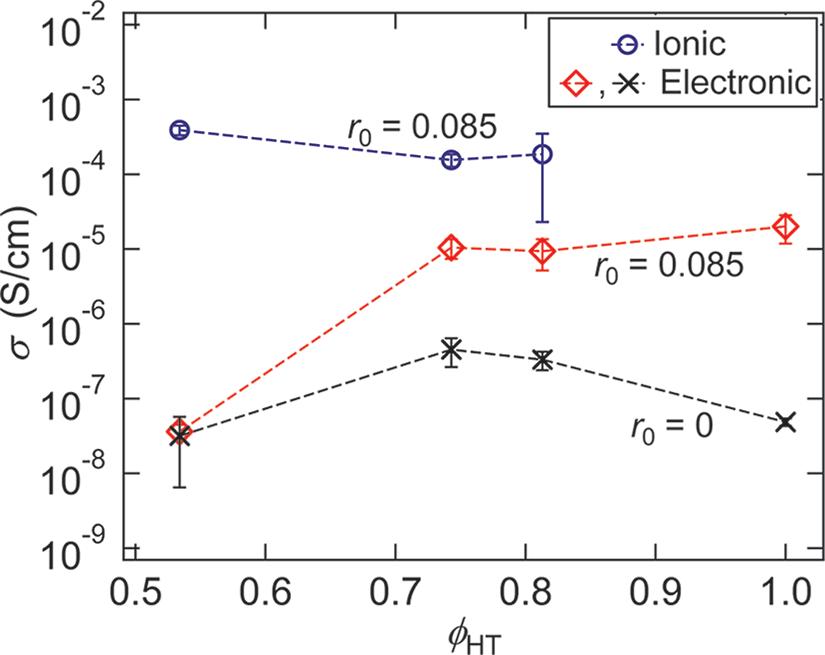 10-2
10-3
10-4
10-5
10-6
10-7
10-8
10-9
σ (S/cm)
Ionic
, Electronic
r0 = 0.085
r0 = 0.085
r0 = 0
0.5 0.6 0.7 0.8 0.9 1.0
ϕHT